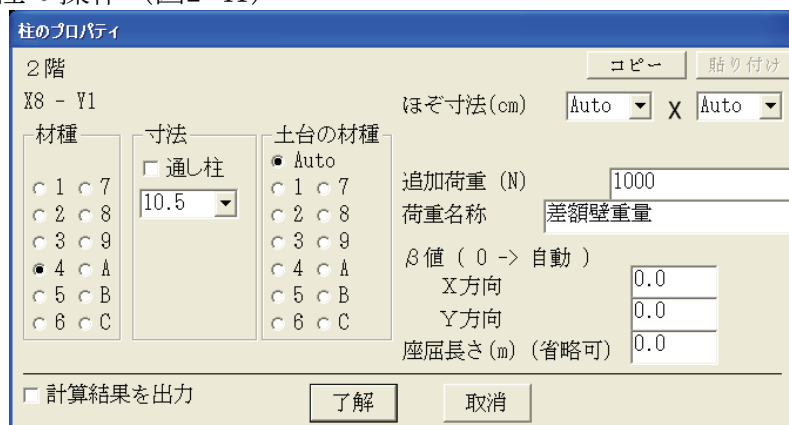 柱のプロパティ
2階
コピー 貼り付け
X8 - Y1
ほぞ寸法(cm) Auto X Auto
材種 寸法 土台の材種
通し柱 Auto
1 7 1 7
追加荷重 (N) 1000
2 8 10.5 2 8
荷重名称 差額壁重量
3 9 3 9
β値 ( 0 -> 自動 )
4 A 4 A
X方向 0.0
5 B 5 B
Y方向 0.0
6 C 6 C
座屈長さ(m) (省略可) 0.0
計算結果を出力 了解 取消